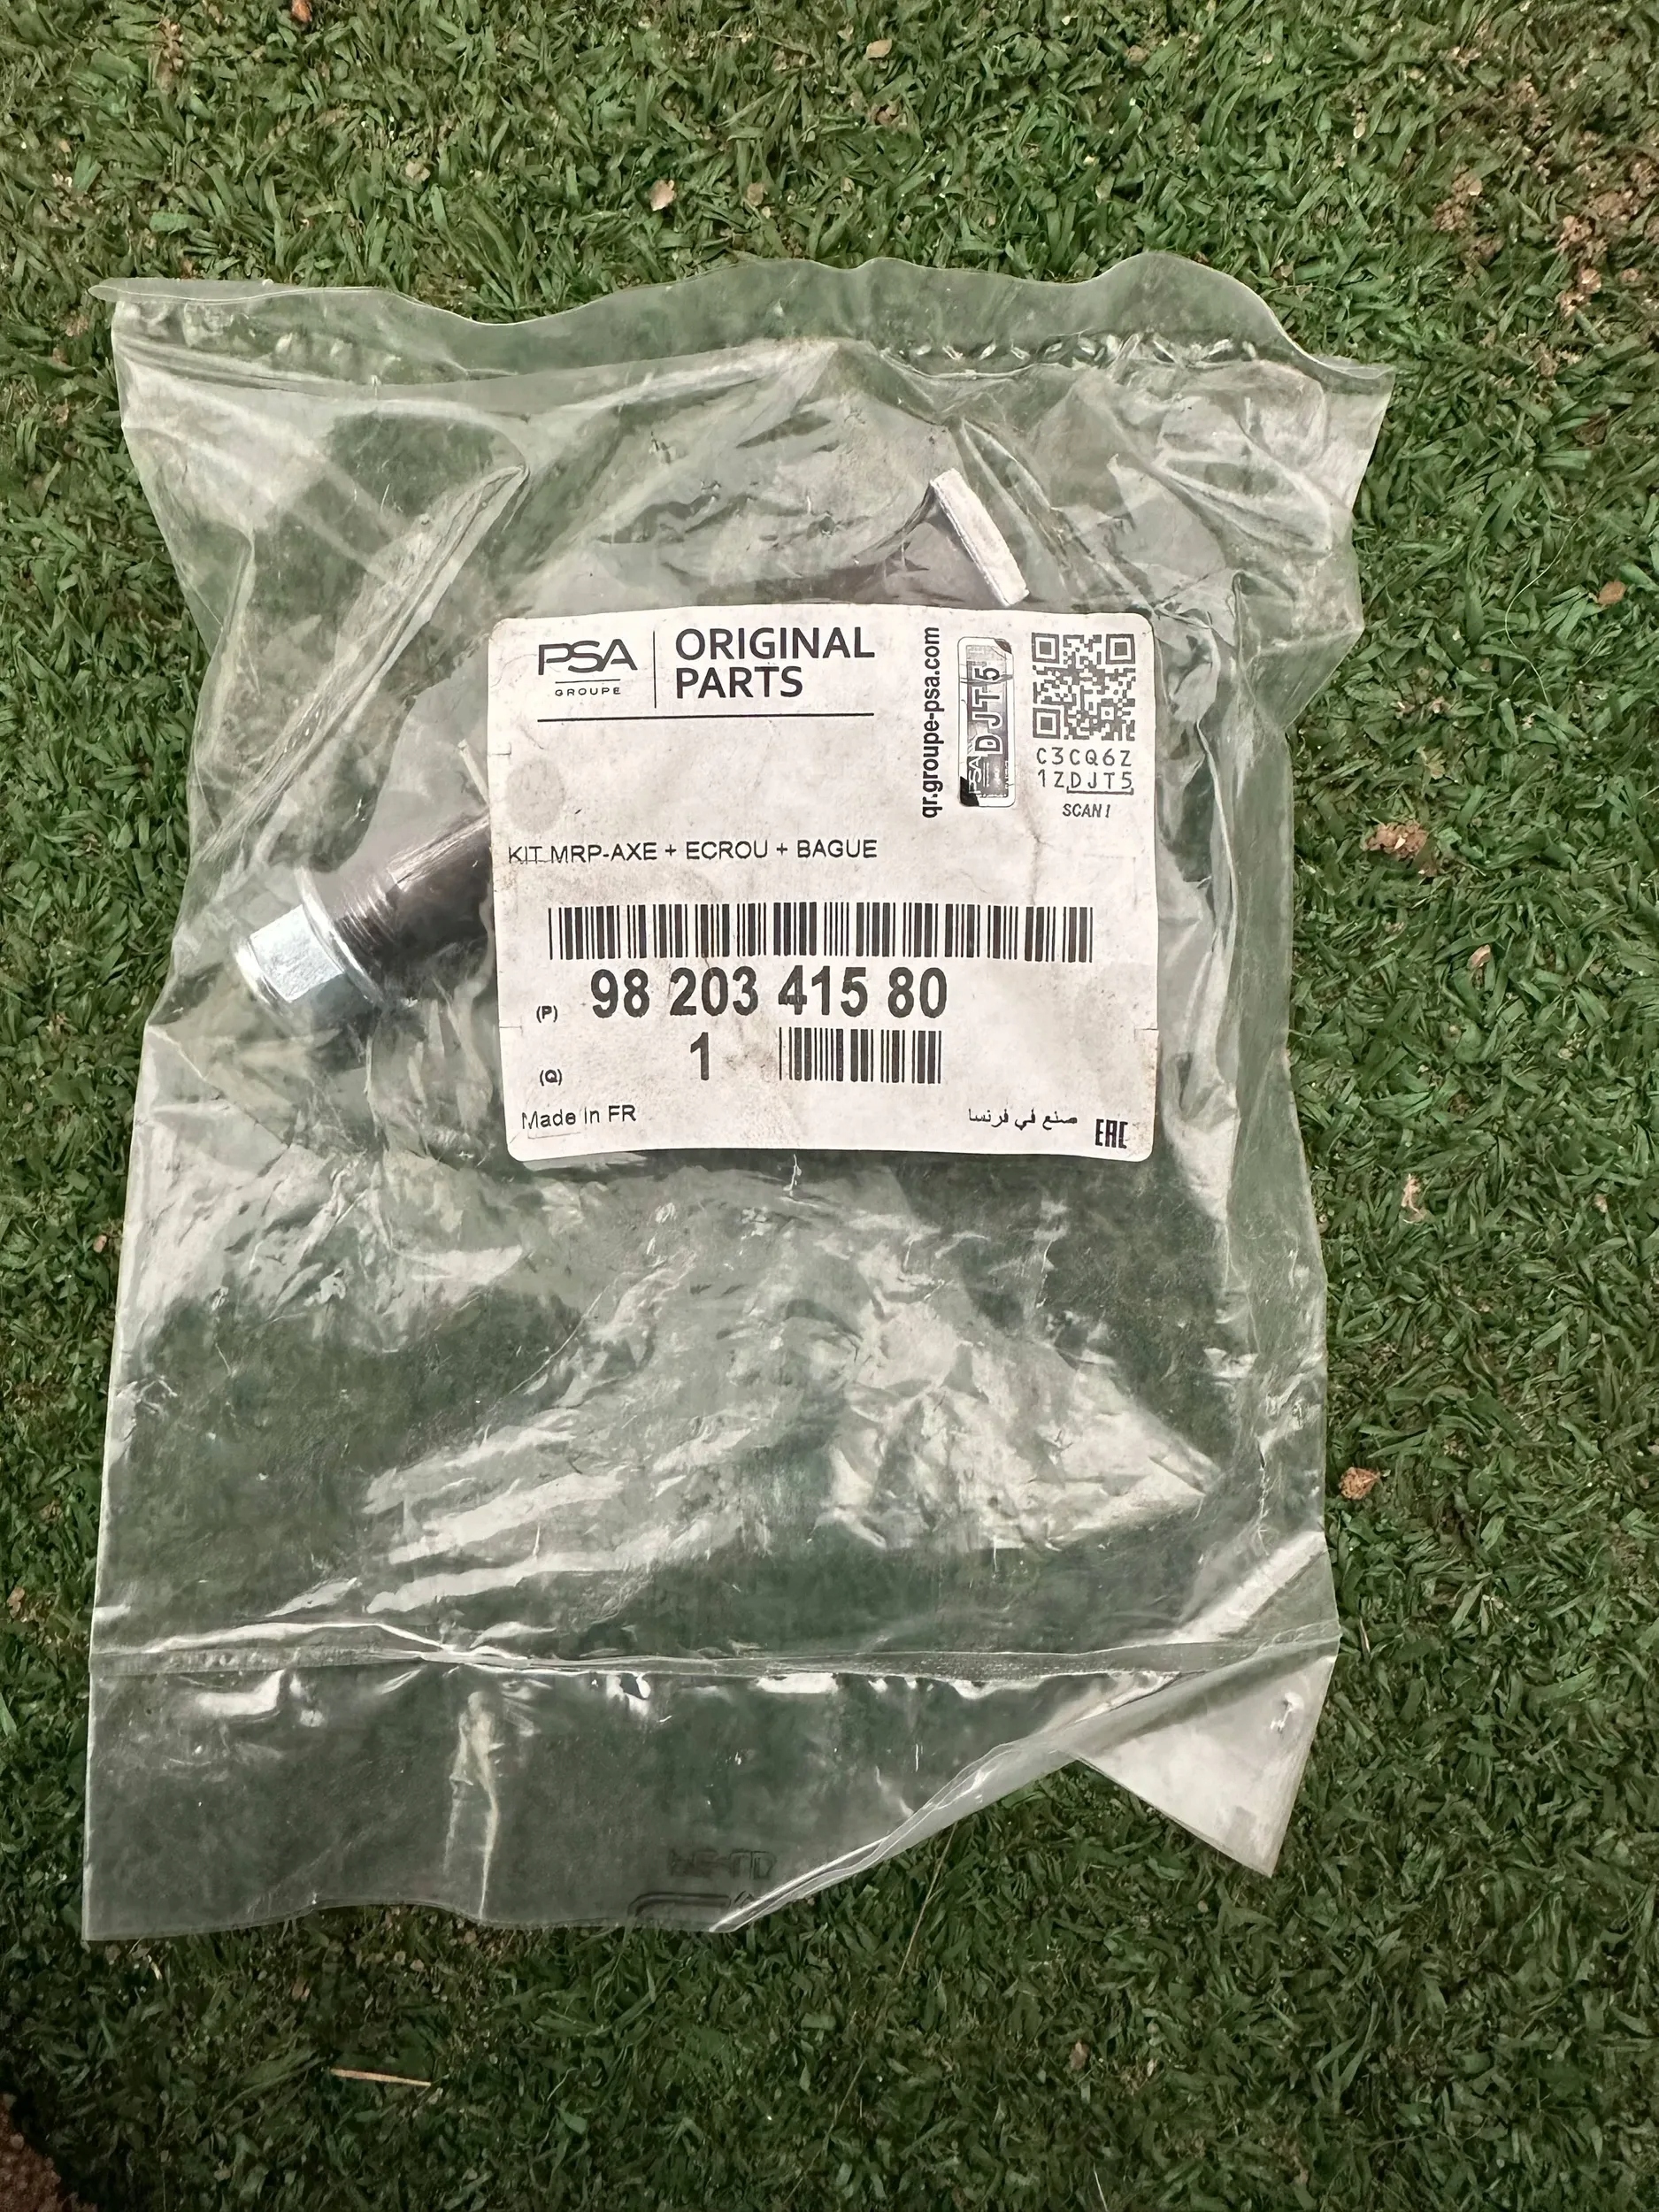 PSA
GROUPE
ORIGINAL
PARTS
qr.groupe-psa.com
PSA
DJT5
C3CQ6Z
1ZDJT5
SCAN!
KIT MRP-AXE + ECROU + BAGUE
(P) 98 203 415 80
(Q) 1
Made in FR
صنع في فرنسا
EAC